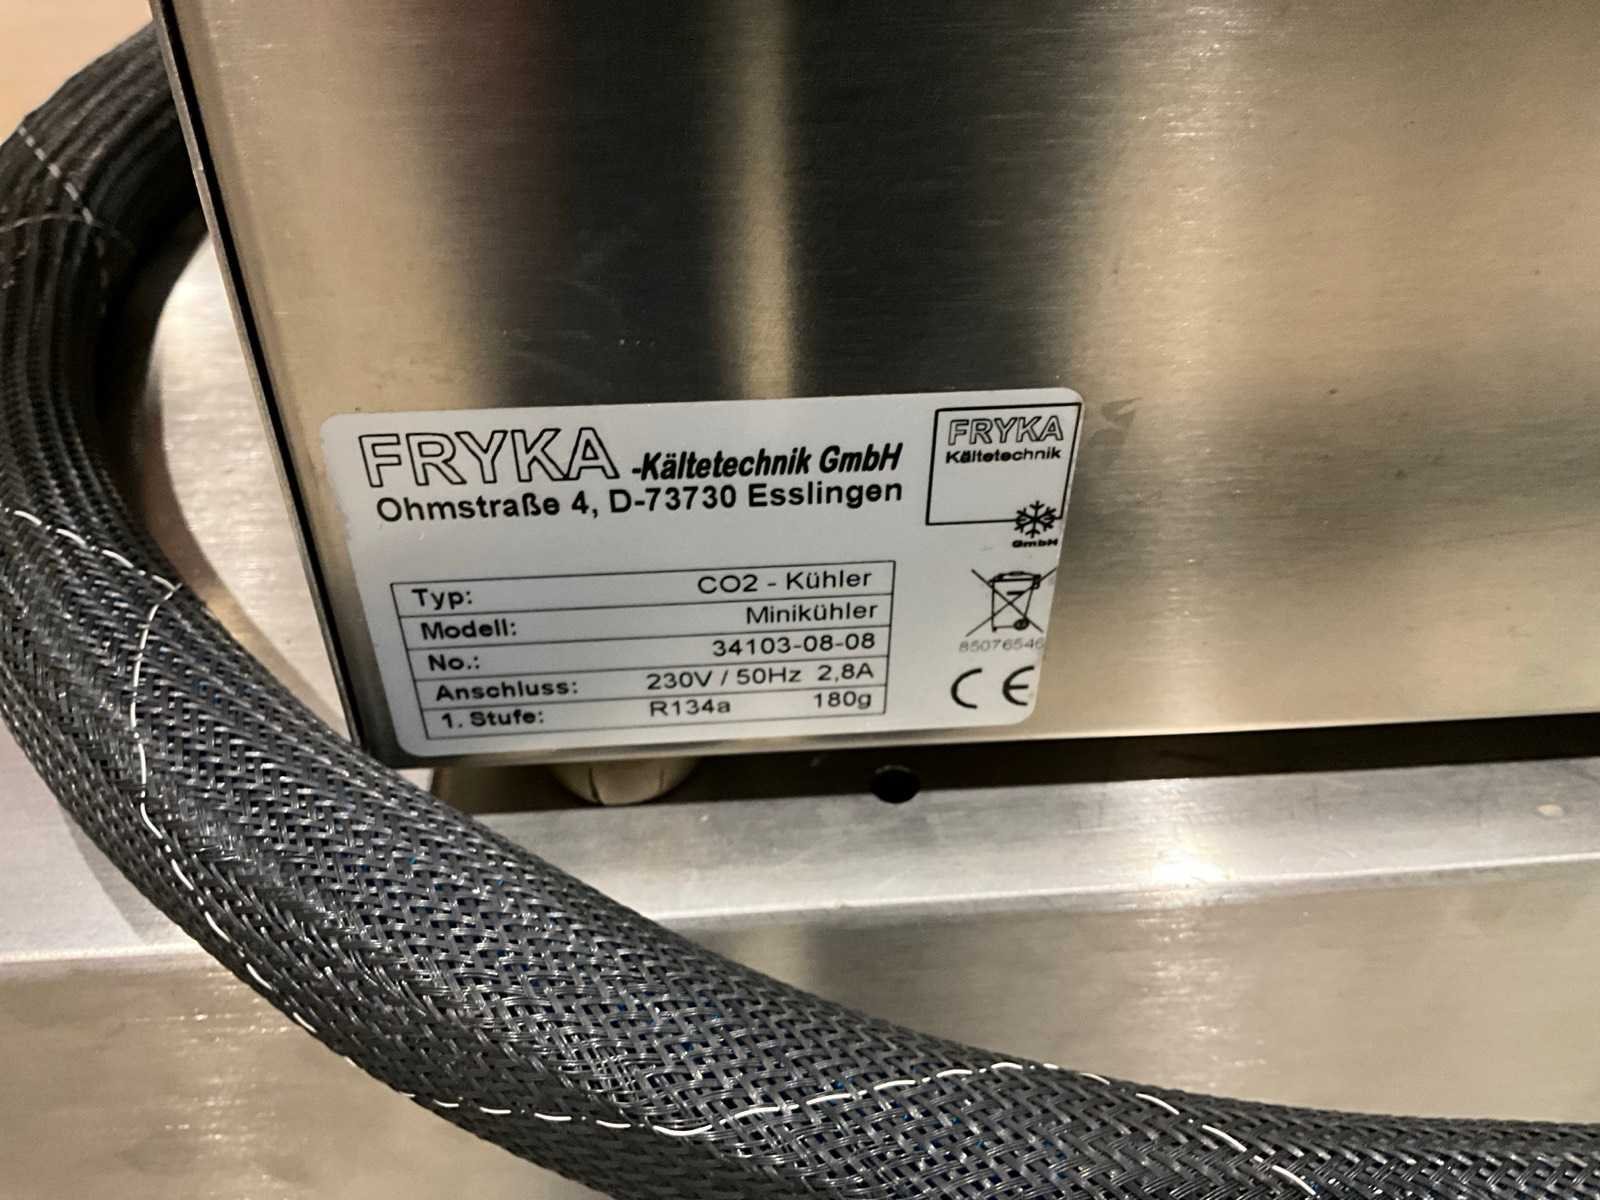 FRYKA -Kältetechnik GmbH
Ohmstraße 4, D-73730 Esslingen
FRYKA
Kältetechnik
GmbH
Typ: CO2 - Kühler
Modell: Minikühler
No.: 34103-08-08
Anschluss: 230V / 50Hz 2,8A
1. Stufe: R134a 180g
85076546
CE